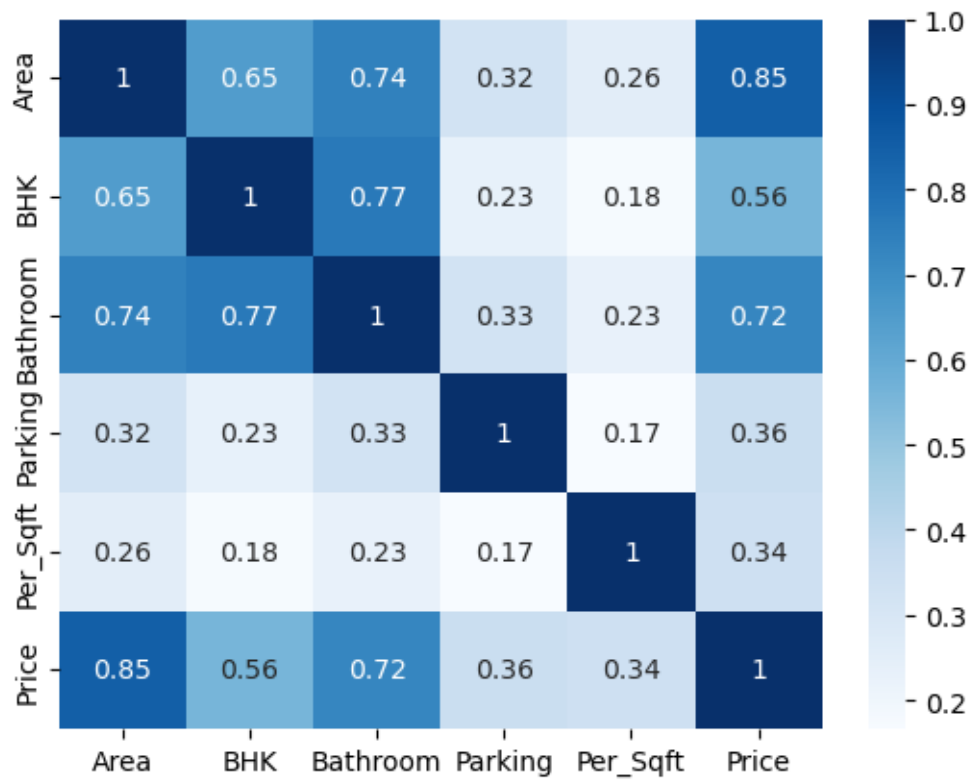 Area 1 0.65 0.74 0.32 0.26 0.85
BHK 0.65 1 0.77 0.23 0.18 0.56
Bathroom 0.74 0.77 1 0.33 0.23 0.72
Parking 0.32 0.23 0.33 1 0.17 0.36
Per_Sqft 0.26 0.18 0.23 0.17 1 0.34
Price 0.85 0.56 0.72 0.36 0.34 1
Area BHK Bathroom Parking Per_Sqft Price
1.0
0.9
0.8
0.7
0.6
0.5
0.4
0.3
0.2